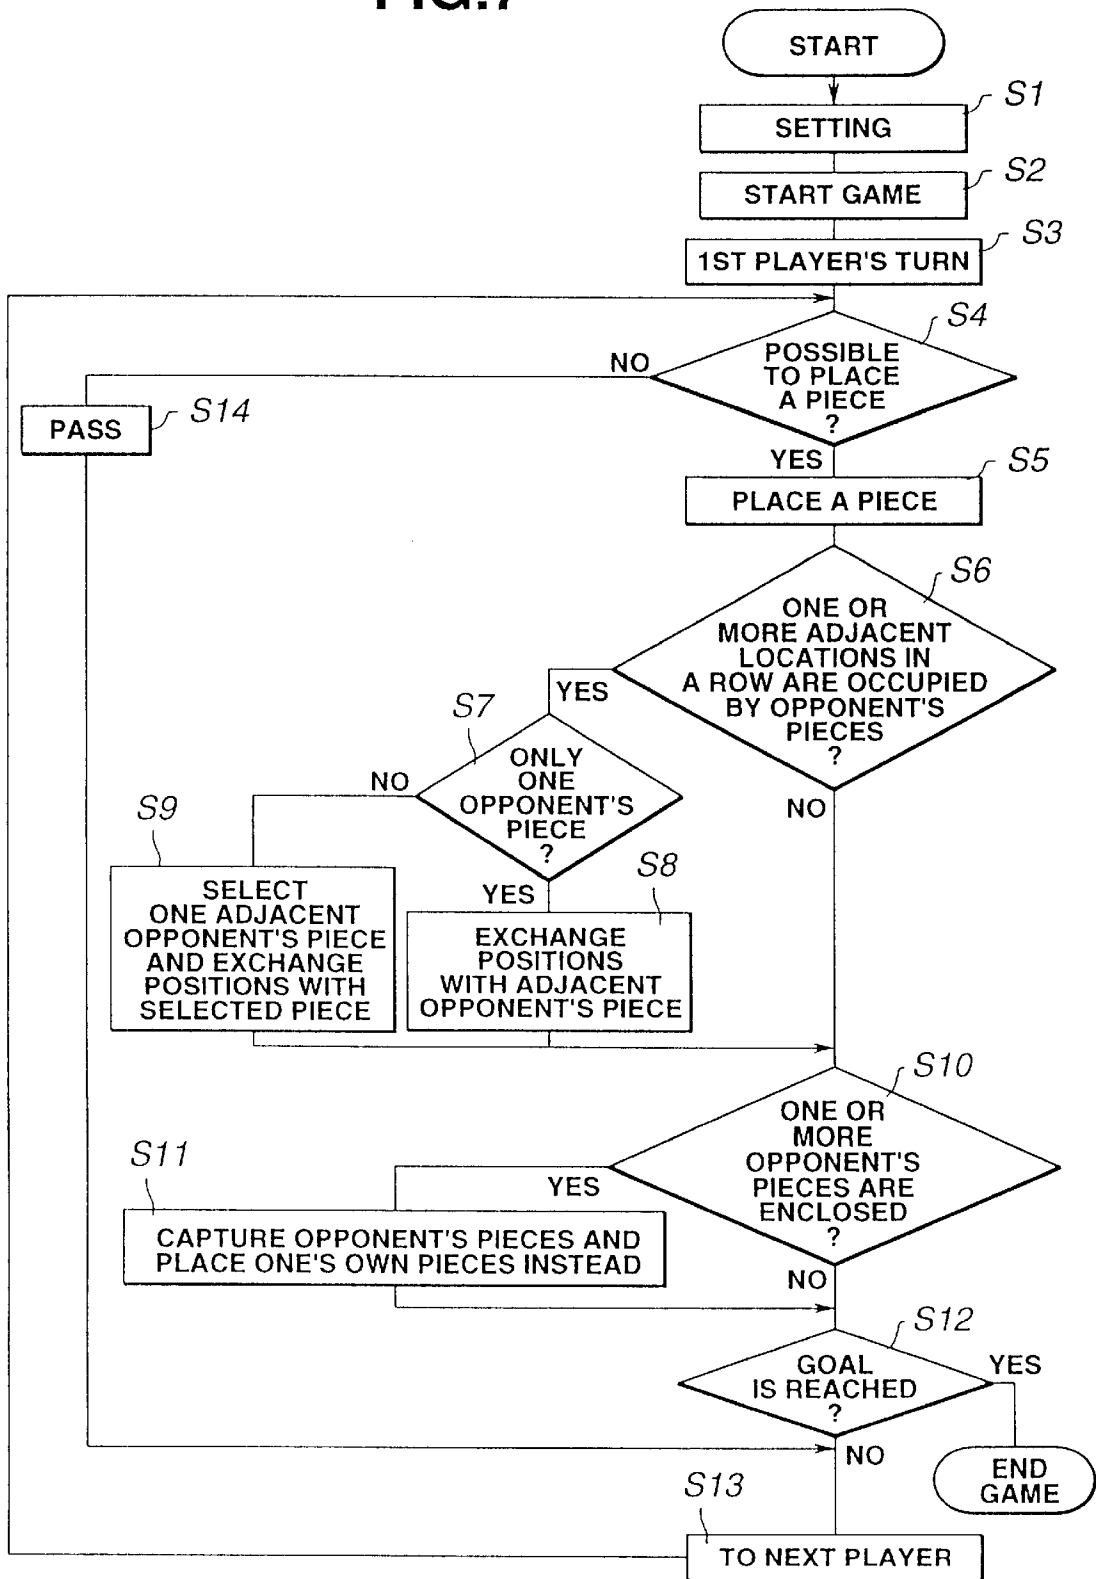 FIG.7
START
S1
SETTING
S2
START GAME
S3
1ST PLAYER'S TURN
S4
POSSIBLE
TO PLACE
A PIECE
?
NO
S14
PASS
YES
S5
PLACE A PIECE
S6
ONE OR
MORE ADJACENT
LOCATIONS IN
A ROW ARE OCCUPIED
BY OPPONENT'S
PIECES
?
YES
NO
S7
ONLY
ONE
OPPONENT'S
PIECE
?
NO
YES
S9
SELECT
ONE ADJACENT
OPPONENT'S PIECE
AND EXCHANGE
POSITIONS WITH
SELECTED PIECE
S8
EXCHANGE
POSITIONS
WITH ADJACENT
OPPONENT'S PIECE
S10
ONE OR
MORE
OPPONENT'S
PIECES ARE
ENCLOSED
?
YES
NO
S11
CAPTURE OPPONENT'S PIECES AND
PLACE ONE'S OWN PIECES INSTEAD
S12
GOAL
IS REACHED
?
YES
NO
END
GAME
S13
TO NEXT PLAYER